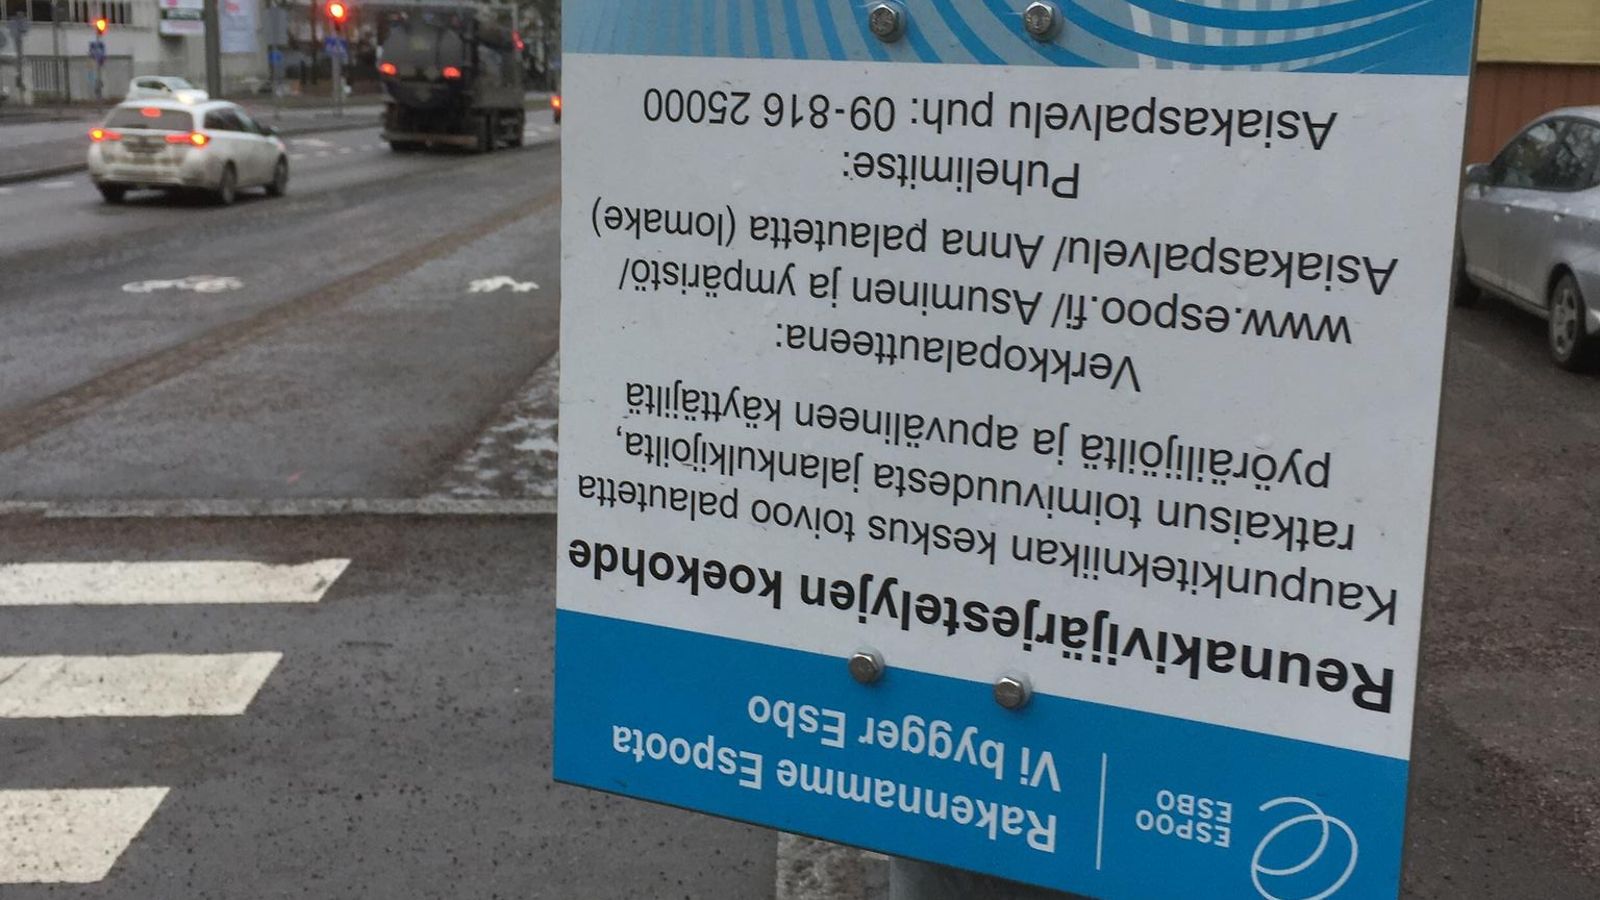 ESPOO
ESBO
Rakennamme Espoota
Vi bygger Esbo
Reunakivijärjestelyjen koekohde
Kaupunkitekniikan keskus toivoo palautetta
ratkaisun toimivuudesta jalankulkijoilta,
pyöräilijöiltä ja apuvälineen käyttäjiltä
Verkkopalautteena:
www.espoo.fi/ Asuminen ja ympäristö/
Asiakaspalvelu/ Anna palautetta (lomake)
Puhelimitse:
Asiakaspalvelu puh: 09-816 25000